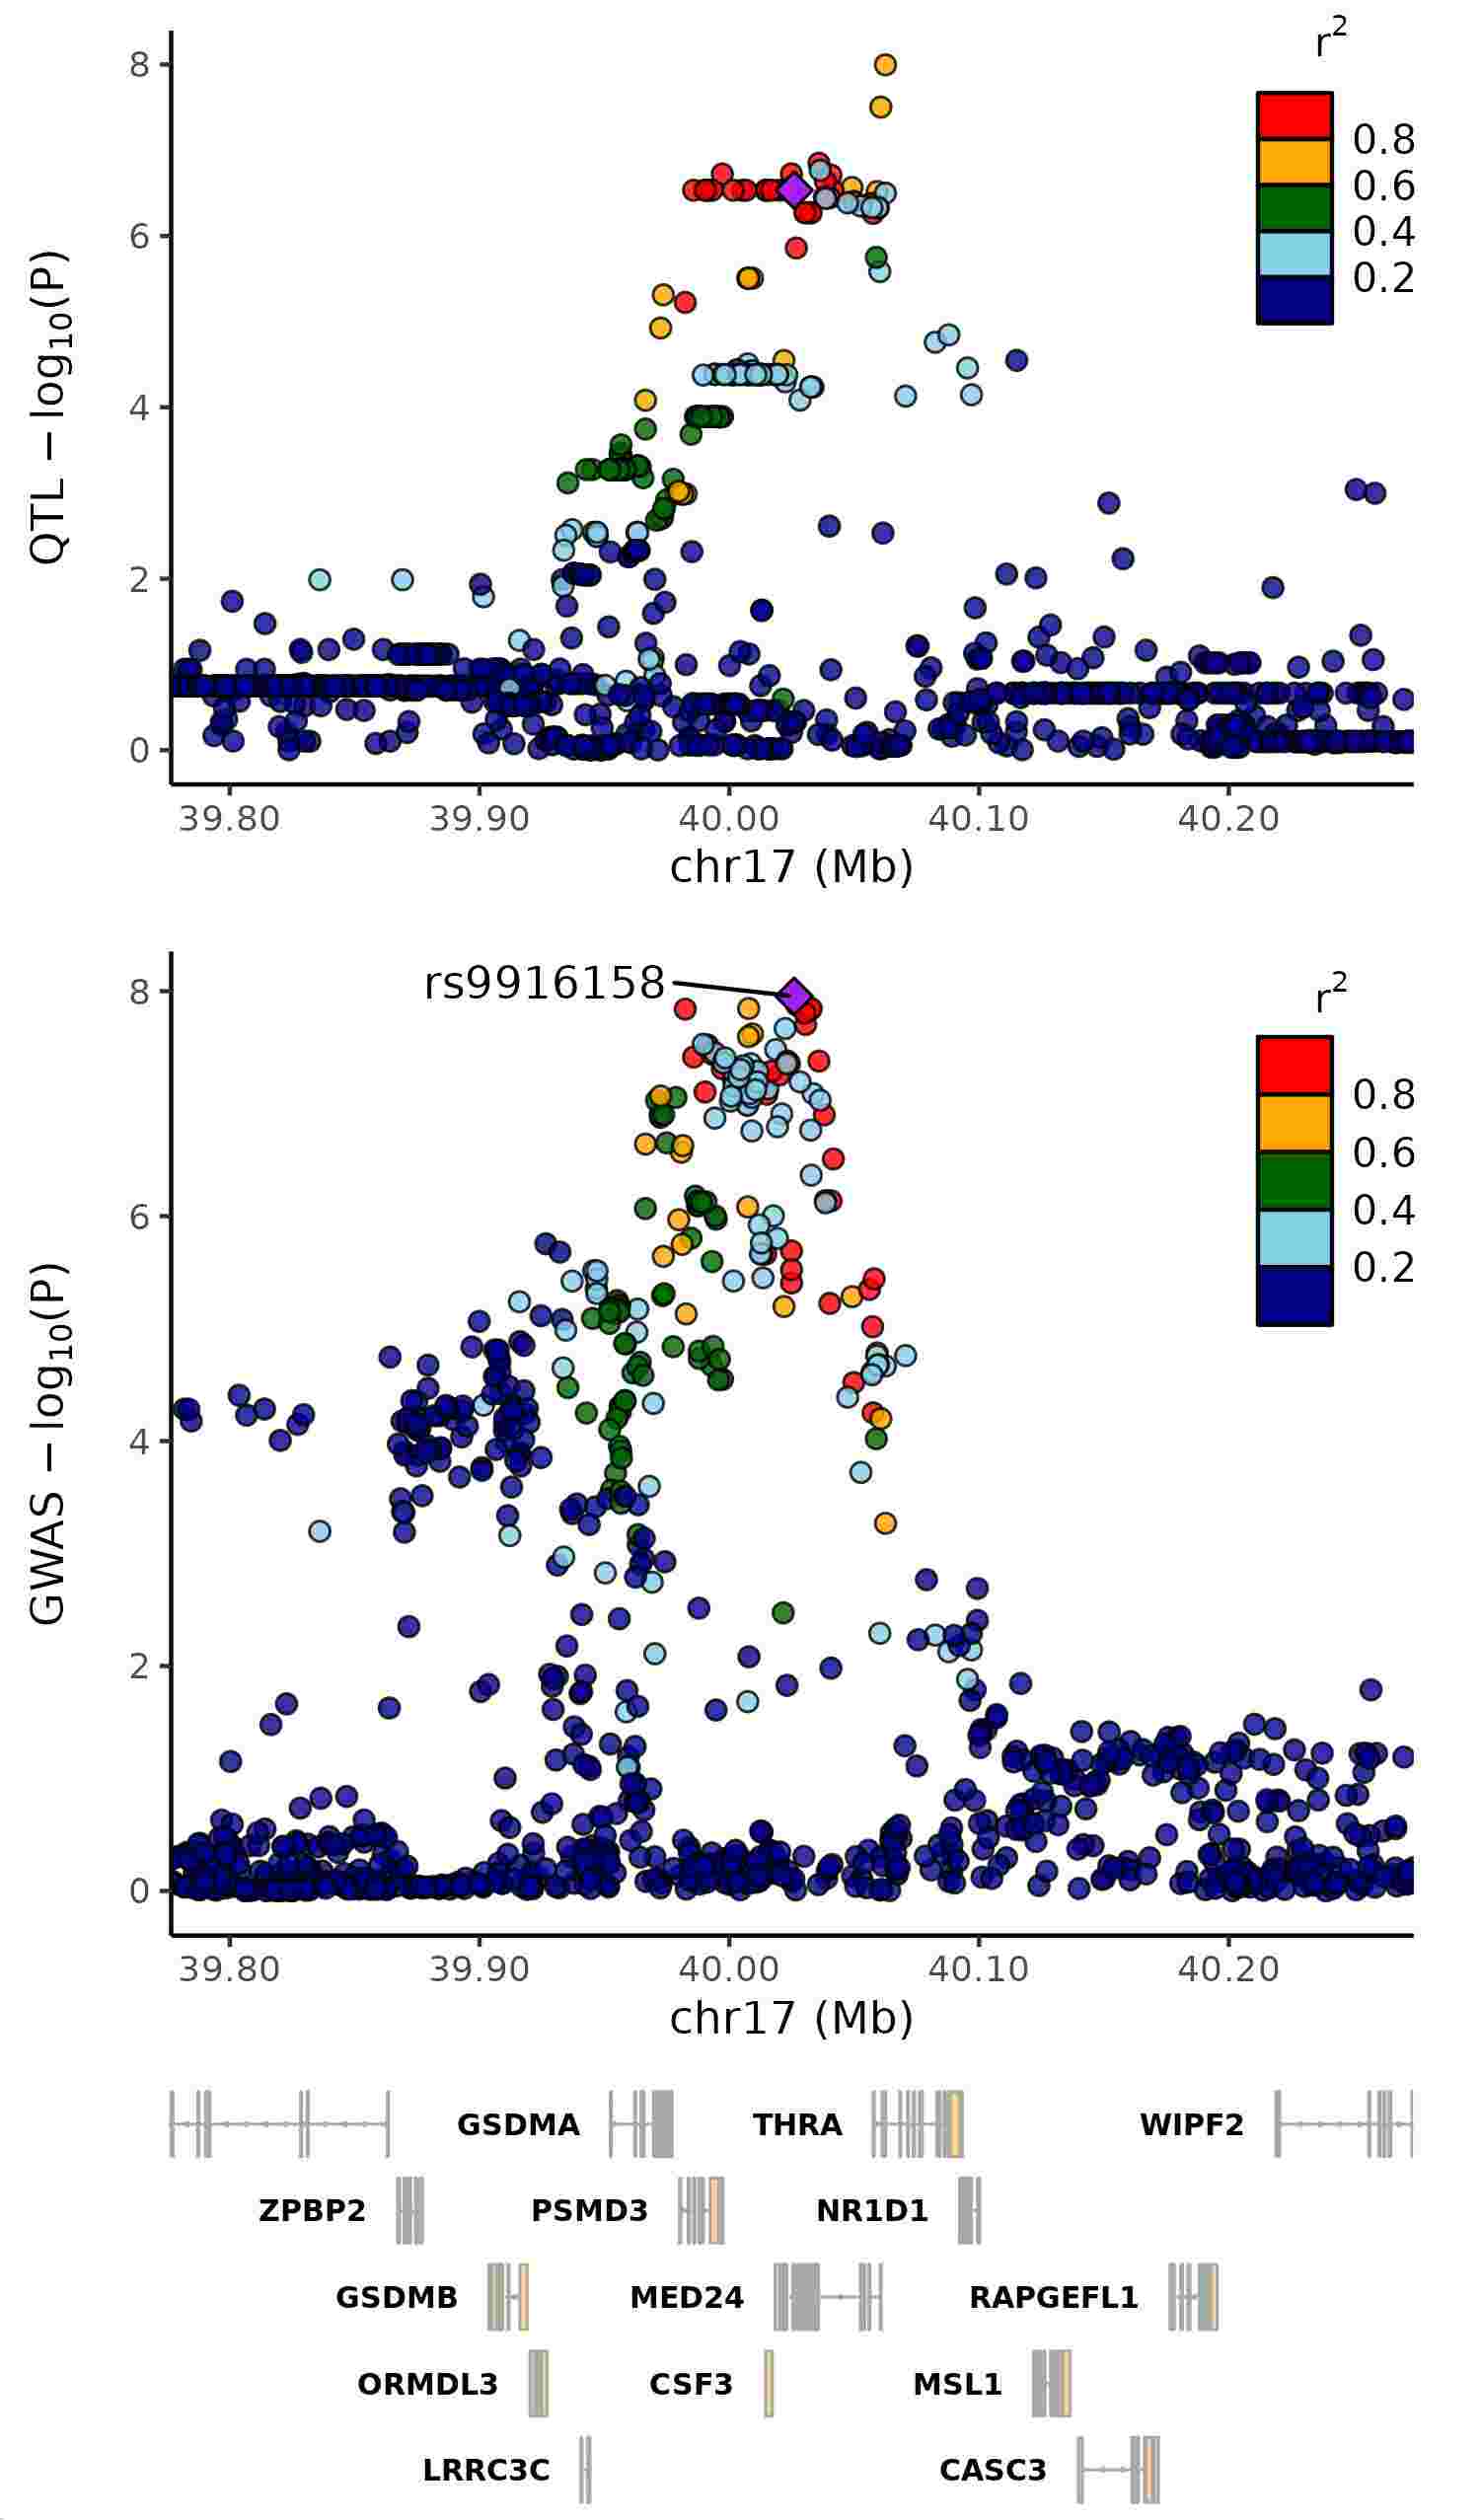 r²
8
6
4
2
0
QTL − log₁₀(P)
0.8
0.6
0.4
0.2
39.80 39.90 40.00 40.10 40.20
chr17 (Mb)
rs9916158
r²
8
6
4
2
0
GWAS − log₁₀(P)
0.8
0.6
0.4
0.2
39.80 39.90 40.00 40.10 40.20
chr17 (Mb)
GSDMA THRA WIPF2
ZPBP2 PSMD3 NR1D1
GSDMB MED24 RAPGEFL1
ORMDL3 CSF3 MSL1
LRRC3C CASC3